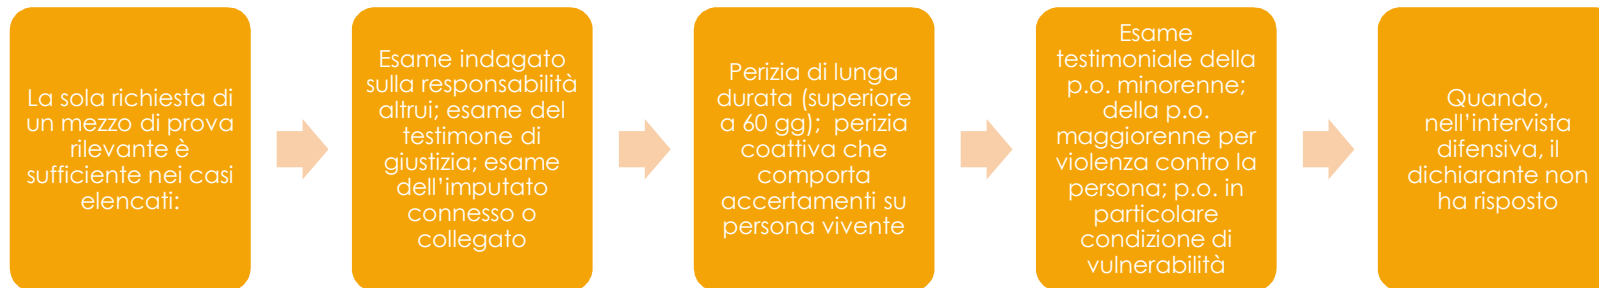 La sola richiesta di
un mezzo di prova
rilevante è
sufficiente nei casi
elencati:
Esame indagato
sulla responsabilità
altrui; esame del
testimone di
giustizia; esame
dell'imputato
connesso o
collegato
Perizia di lunga
durata (superiore
a 60 gg); perizia
coattiva che
comporta
accertamenti su
persona vivente
Esame
testimoniale della
p.o. minorenne;
della p.o.
maggiorenne per
violenza contro la
persona; p.o. in
particolare
condizione di
vulnerabilità
Quando,
nell'intervista
difensiva, il
dichiarante non
ha risposto